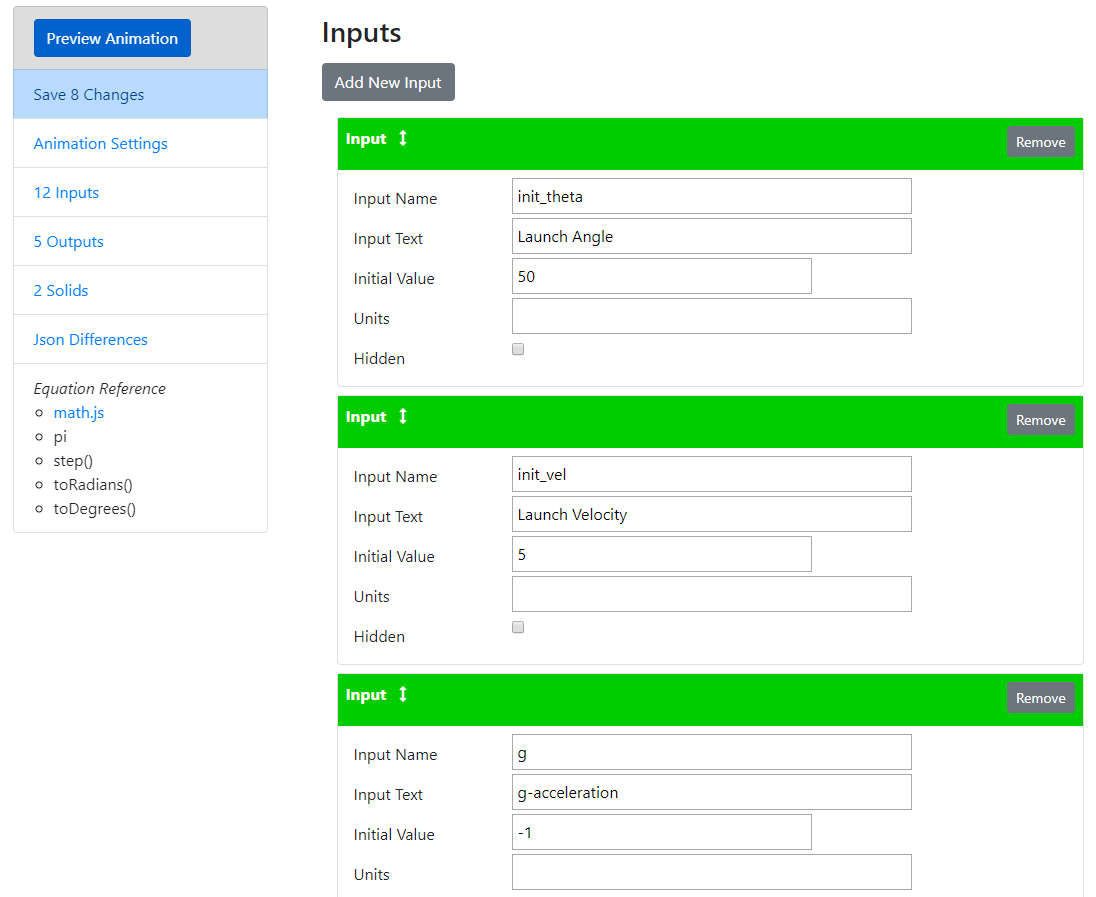 Preview Animation
Save 8 Changes
Animation Settings
12 Inputs
5 Outputs
2 Solids
Json Differences
Equation Reference
math.js
pi
step()
toRadians()
toDegrees()
Inputs
Add New Input
Input Remove
Input Name init_theta
Input Text Launch Angle
Initial Value 50
Units
Hidden
Input Remove
Input Name init_vel
Input Text Launch Velocity
Initial Value 5
Units
Hidden
Input Remove
Input Name g
Input Text g-acceleration
Initial Value -1
Units